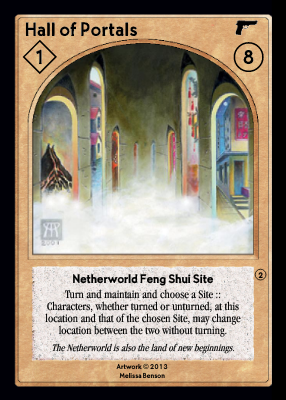 Hall of Portals
1
8
Netherworld Feng Shui Site
2
Turn and maintain and choose a Site ::
Characters, whether turned or unturned, at this
location and that of the chosen Site, may change
location between the two without turning.
The Netherworld is also the land of new beginnings.
Artwork © 2013
Melissa Benson